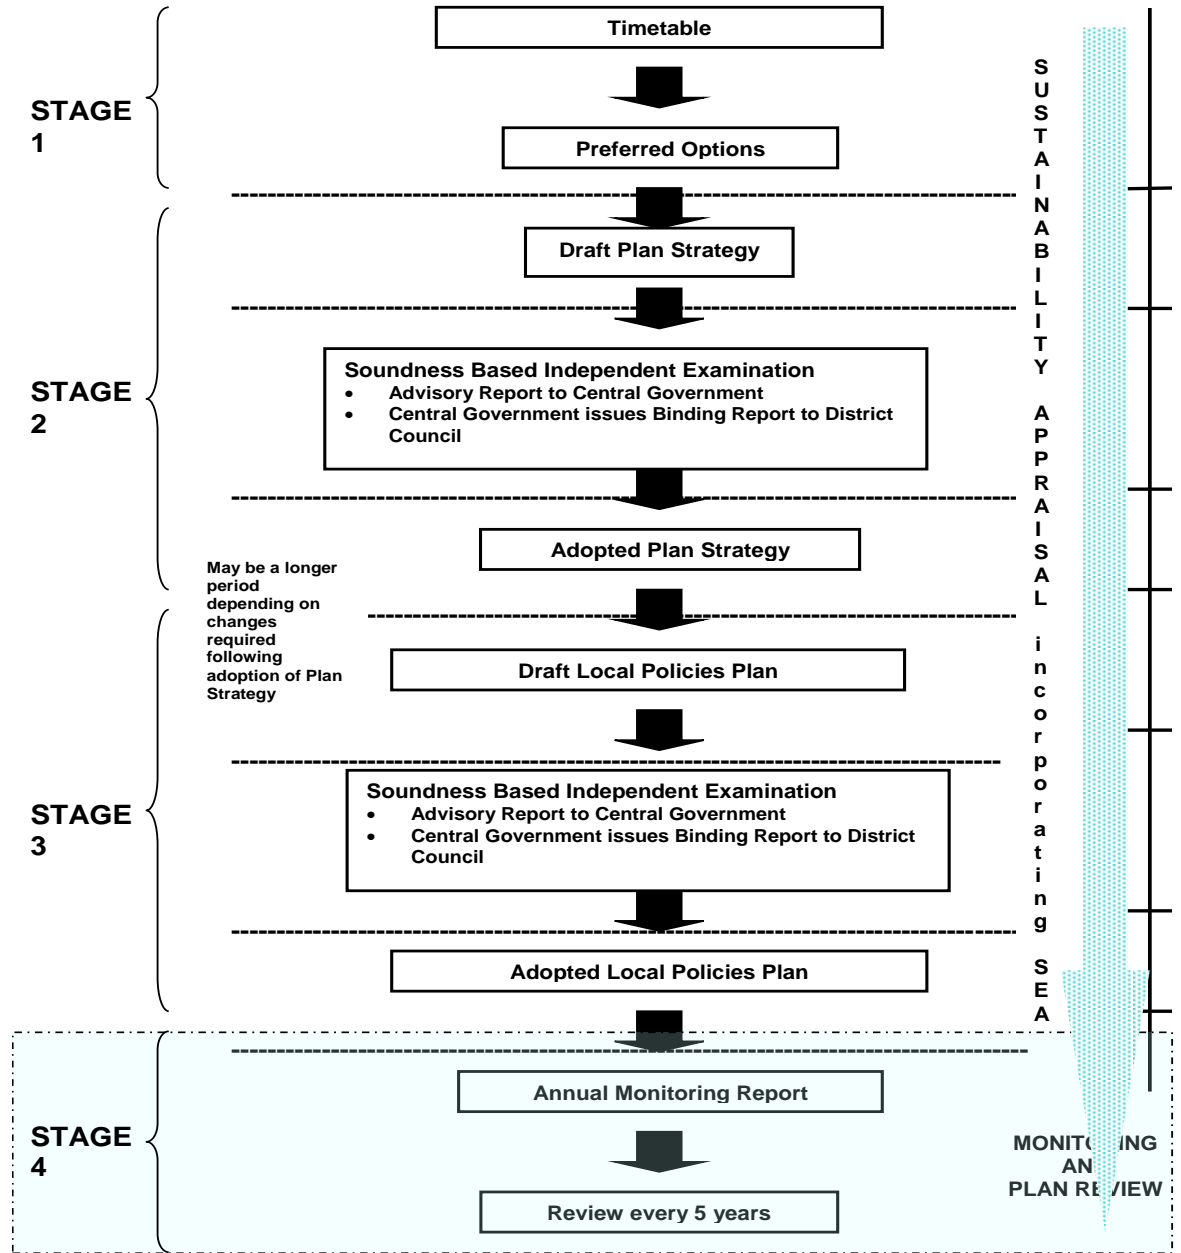 Timetable
STAGE
1
Preferred Options
Draft Plan Strategy
STAGE
2
Soundness Based Independent Examination
• Advisory Report to Central Government
• Central Government issues Binding Report to District
Council
Adopted Plan Strategy
May be a longer
period
depending on
changes
required
following
adoption of Plan
Strategy
Draft Local Policies Plan
STAGE
3
Soundness Based Independent Examination
• Advisory Report to Central Government
• Central Government issues Binding Report to District
Council
Adopted Local Policies Plan
SUSTAINABILITY APPRAISAL incorporating SEA
STAGE
4
Annual Monitoring Report
Review every 5 years
MONITORING
AND
PLAN REVIEW